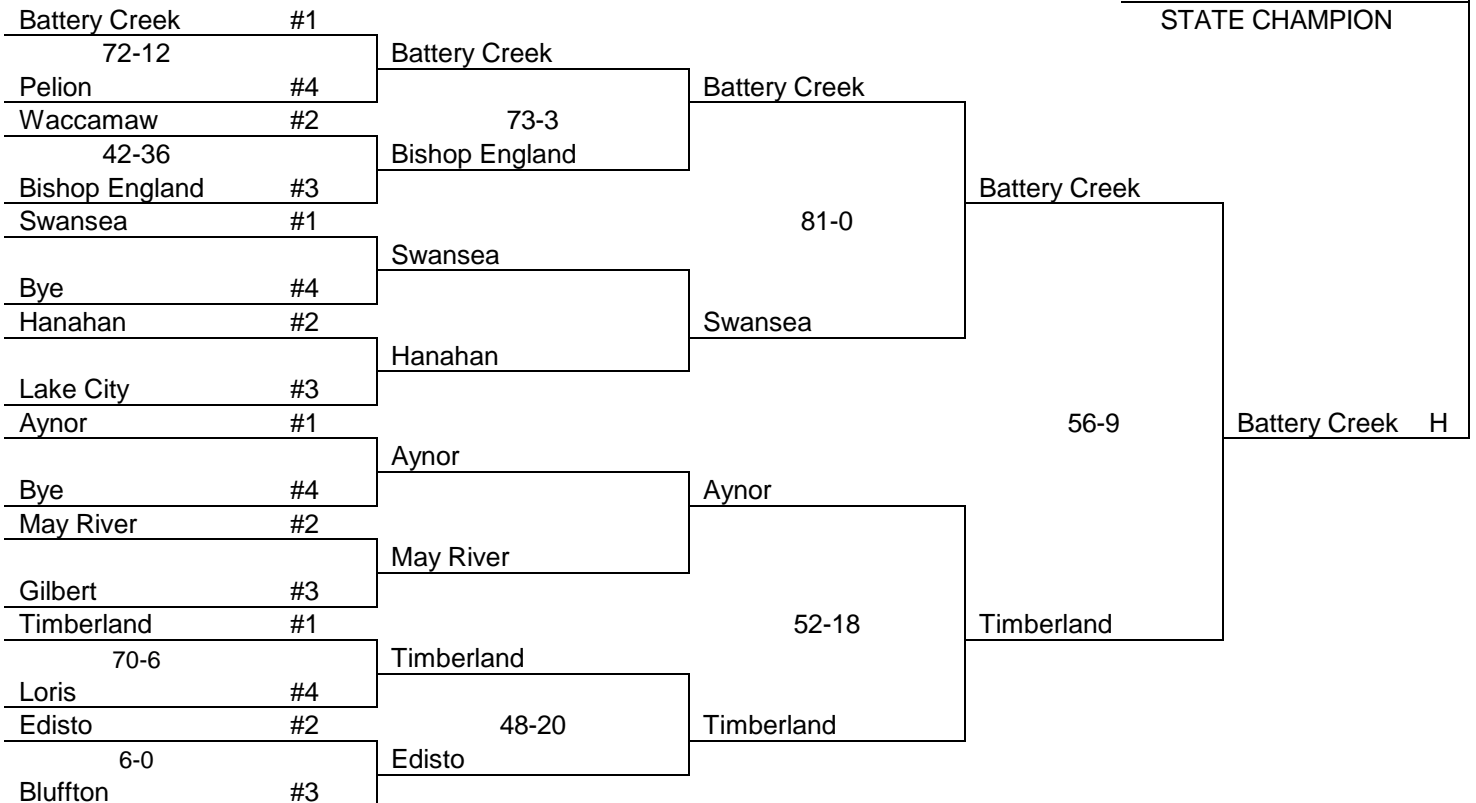 Battery Creek #1 STATE CHAMPION
72-12 Battery Creek
Pelion #4 Battery Creek
Waccamaw #2 73-3
42-36 Bishop England
Bishop England #3 Battery Creek
Swansea #1 81-0
Swansea
Bye #4
Hanahan #2 Swansea
Hanahan
Lake City #3
Aynor #1 56-9 Battery Creek H
Aynor
Bye #4 Aynor
May River #2
May River
Gilbert #3
Timberland #1 52-18 Timberland
70-6 Timberland
Loris #4
Edisto #2 48-20 Timberland
6-0 Edisto
Bluffton #3